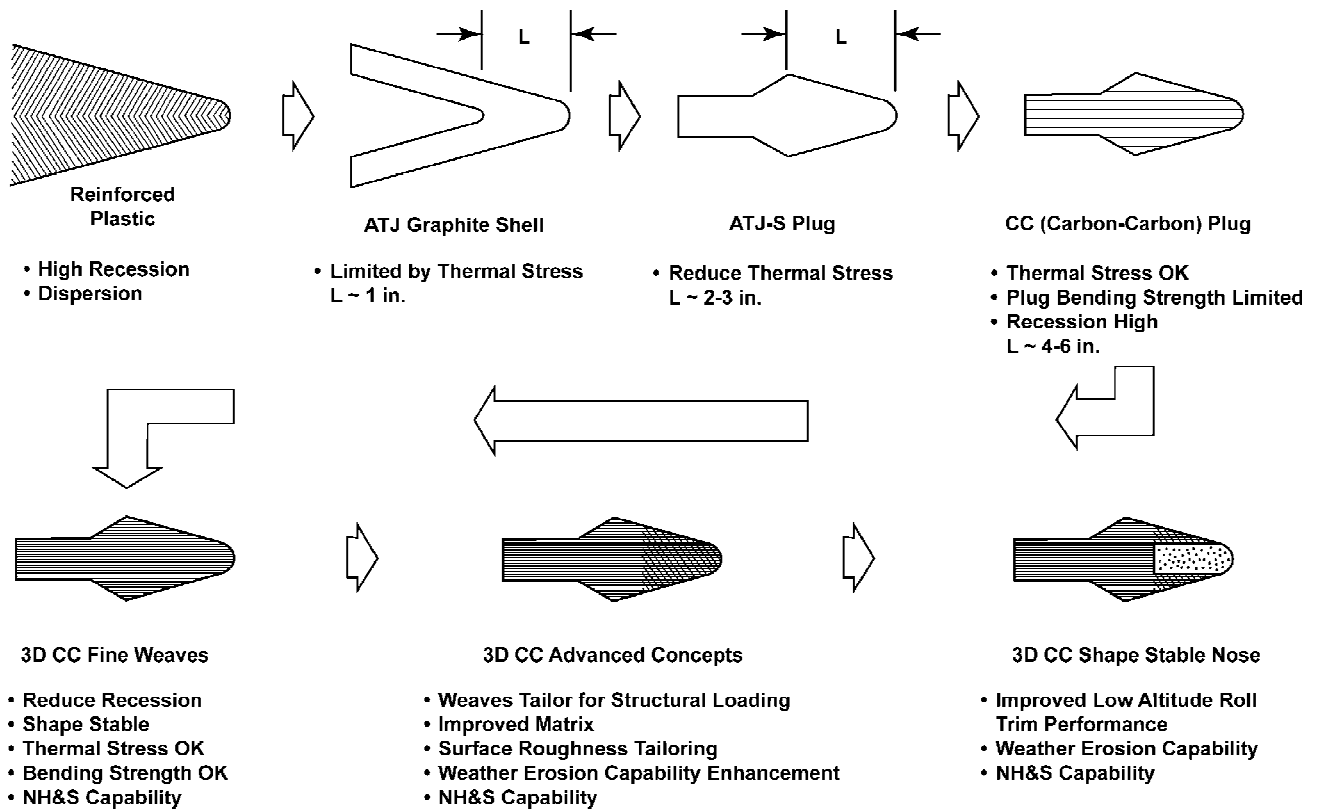 L
L
Reinforced
Plastic
• High Recession
• Dispersion
ATJ Graphite Shell
• Limited by Thermal Stress
L ~ 1 in.
ATJ-S Plug
• Reduce Thermal Stress
L ~ 2-3 in.
CC (Carbon-Carbon) Plug
• Thermal Stress OK
• Plug Bending Strength Limited
• Recession High
L ~ 4-6 in.
3D CC Fine Weaves
• Reduce Recession
• Shape Stable
• Thermal Stress OK
• Bending Strength OK
• NH&S Capability
3D CC Advanced Concepts
• Weaves Tailor for Structural Loading
• Improved Matrix
• Surface Roughness Tailoring
• Weather Erosion Capability Enhancement
• NH&S Capability
3D CC Shape Stable Nose
• Improved Low Altitude Roll
Trim Performance
• Weather Erosion Capability
• NH&S Capability